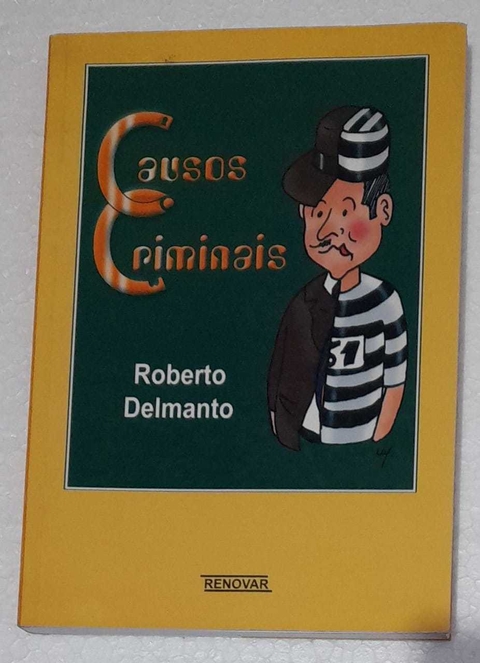 Causos
Criminais
Roberto
Delmanto
51
RENOVAR